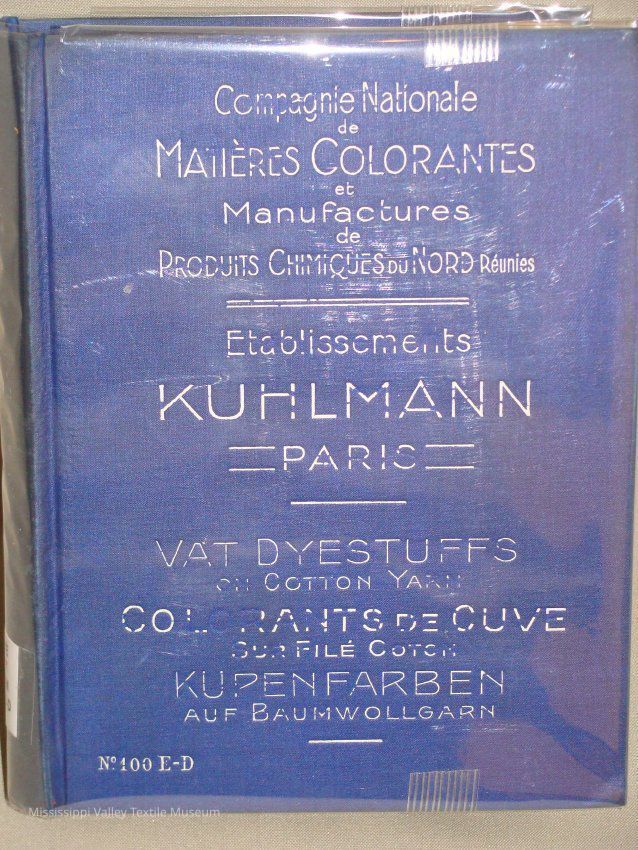 Compagnie Nationale
de
MATIÈRES COLORANTES
et
Manufactures
de
PRODUITS CHIMIQUES DU NORD Réunies
Etablissements
KUHLMANN
PARIS
VAT DYESTUFFS
ON COTTON YARN
COLORANTS DE CUVE
SUR FILÉ COTON
KUPENFARBEN
AUF BAUMWOLLGARN
Nº 100 E-D
Mississippi Valley Textile Museum